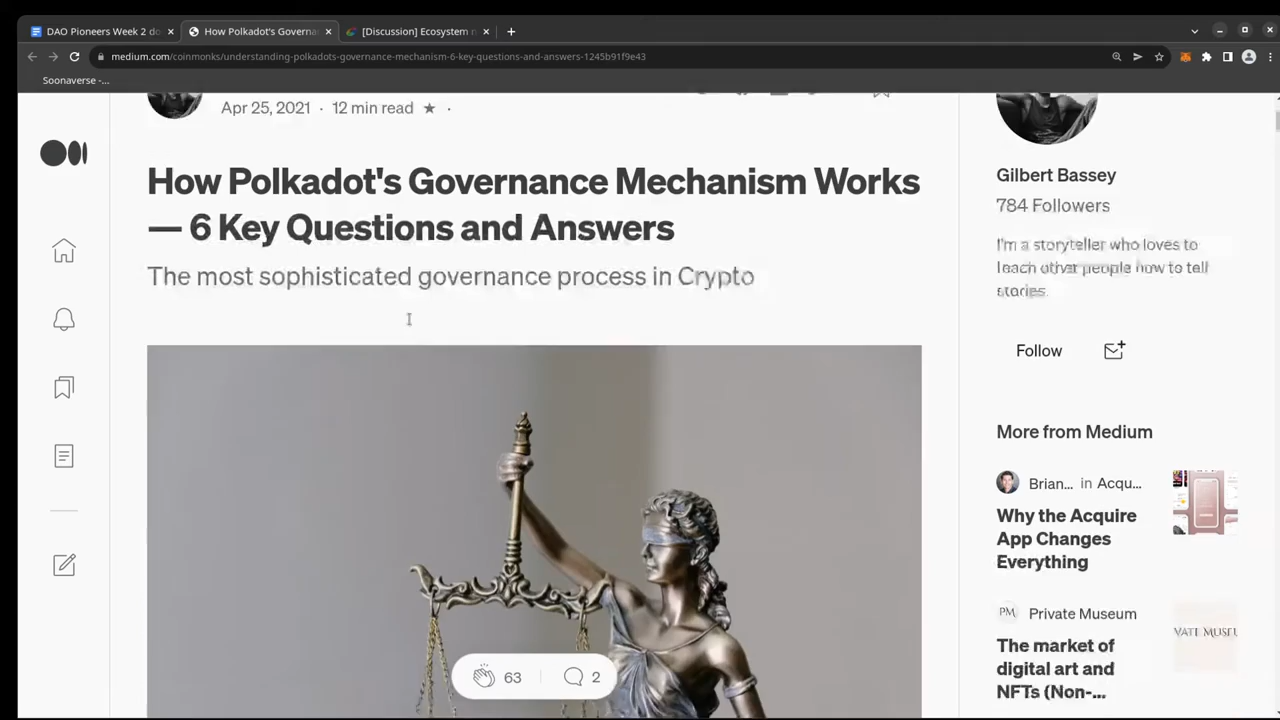 DAO Pioneers Week 2 do
How Polkadot's Governa
[Discussion] Ecosystem
medium.com/coinmonks/understanding-polkadots-governance-mechanism-6-key-questions-and-answers-1245b91f9e43
Soonaverse -...
Apr 25, 2021 · 12 min read ·
How Polkadot's Governance Mechanism Works
— 6 Key Questions and Answers
The most sophisticated governance process in Crypto
63
2
Gilbert Bassey
784 Followers
I'm a storyteller who loves to
teach other people how to tell
stories.
Follow
More from Medium
Brian... in Acqu...
Why the Acquire
App Changes
Everything
PM Private Museum
The market of
digital art and
NFTs (Non-...
VATE MUSEU